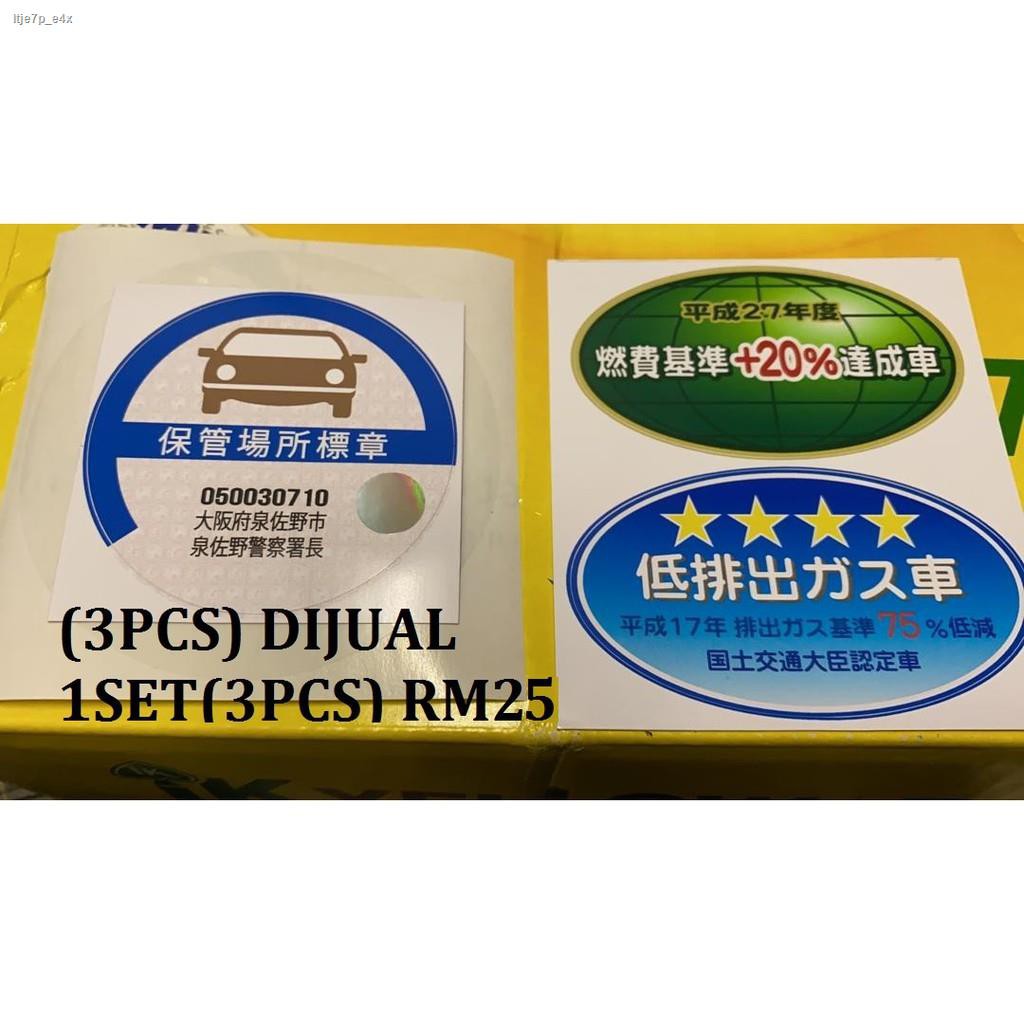 ltje7p_e4x
保管場所標章
050030710
大阪府泉佐野市
泉佐野警察署長
平成27年度
燃費基準+20%達成車
低排出ガス車
平成17年 排出ガス基準75%低減
国土交通大臣認定車
(3PCS) DIJUAL
1SET(3PCS) RM25